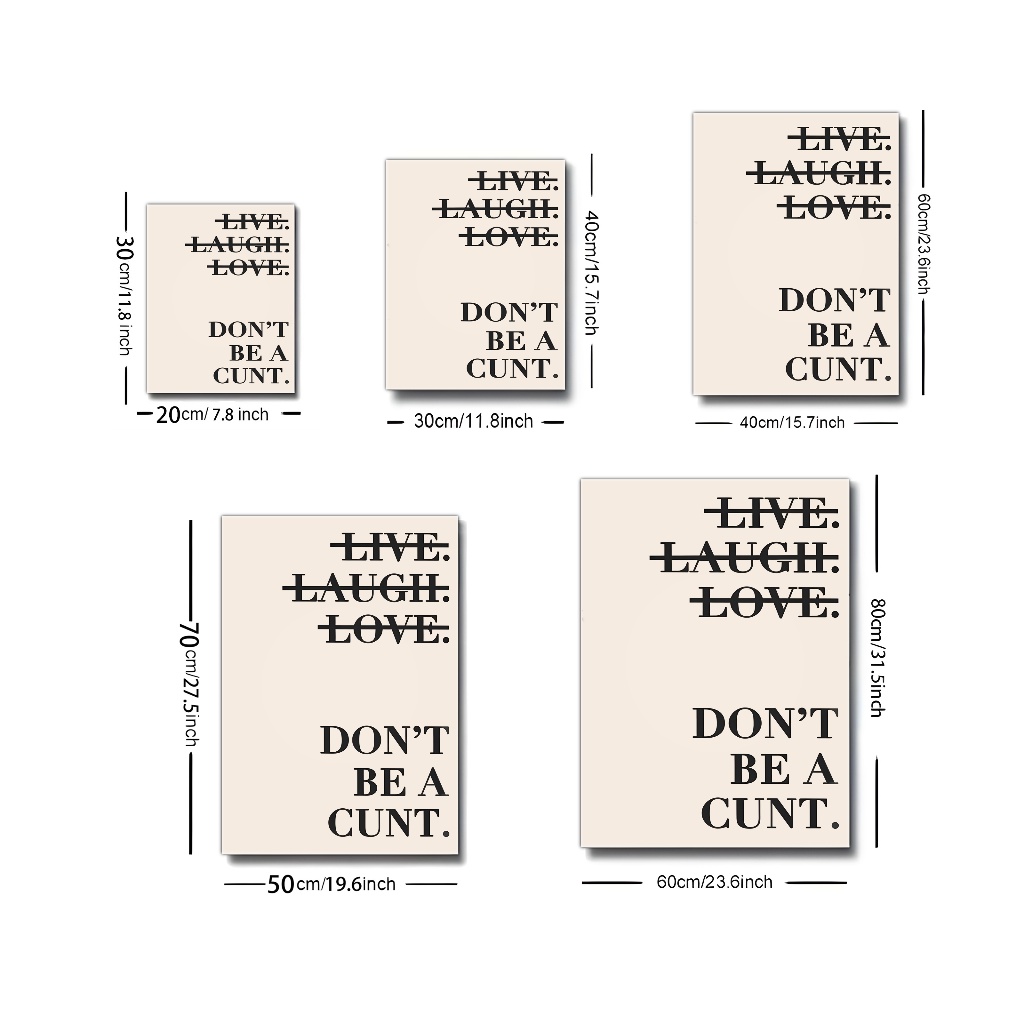 LIVE.
LAUGH.
LOVE.
DON'T
BE A
CUNT.
30cm/11.8 inch
20cm/7.8 inch
LIVE.
LAUGH.
LOVE.
DON'T
BE A
CUNT.
40cm/15.7inch
30cm/11.8inch
LIVE.
LAUGH.
LOVE.
DON'T
BE A
CUNT.
60cm/23.6inch
40cm/15.7inch
LIVE.
LAUGH.
LOVE.
DON'T
BE A
CUNT.
70cm/27.5inch
50cm/19.6inch
LIVE.
LAUGH.
LOVE.
DON'T
BE A
CUNT.
80cm/31.5inch
60cm/23.6inch